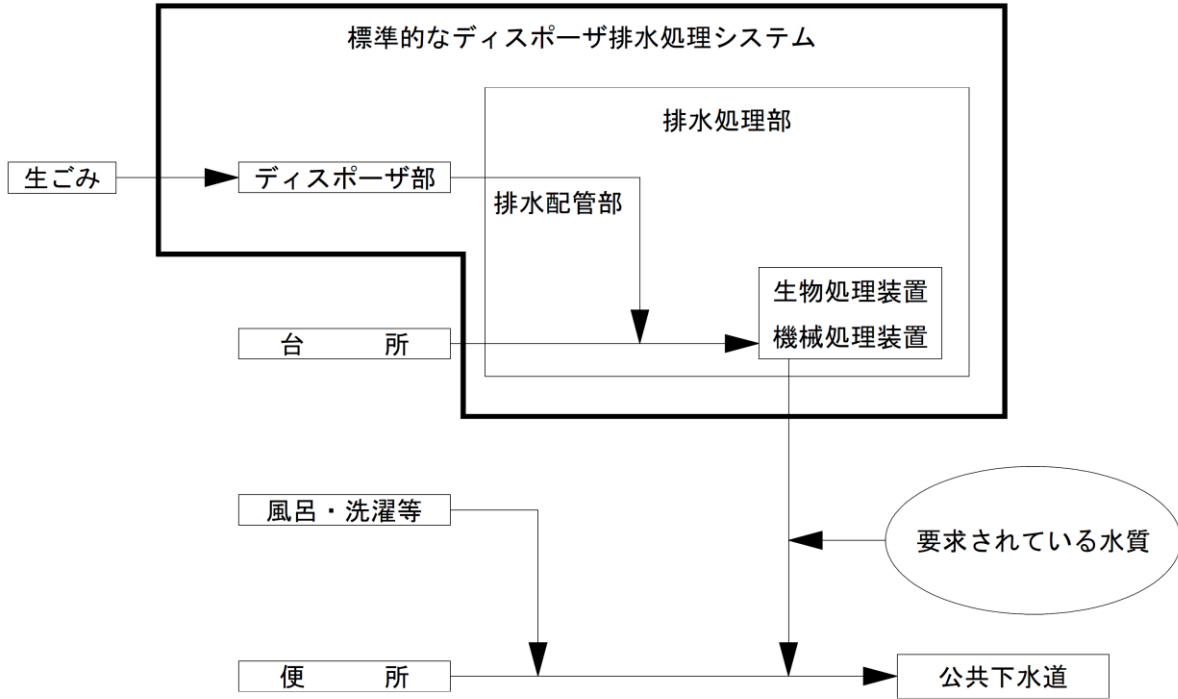 標準的なディスポーザ排水処理システム
排水処理部
生ごみ
ディスポーザ部
排水配管部
生物処理装置
機械処理装置
台　　所
風呂・洗濯等
要求されている水質
便　　所
公共下水道